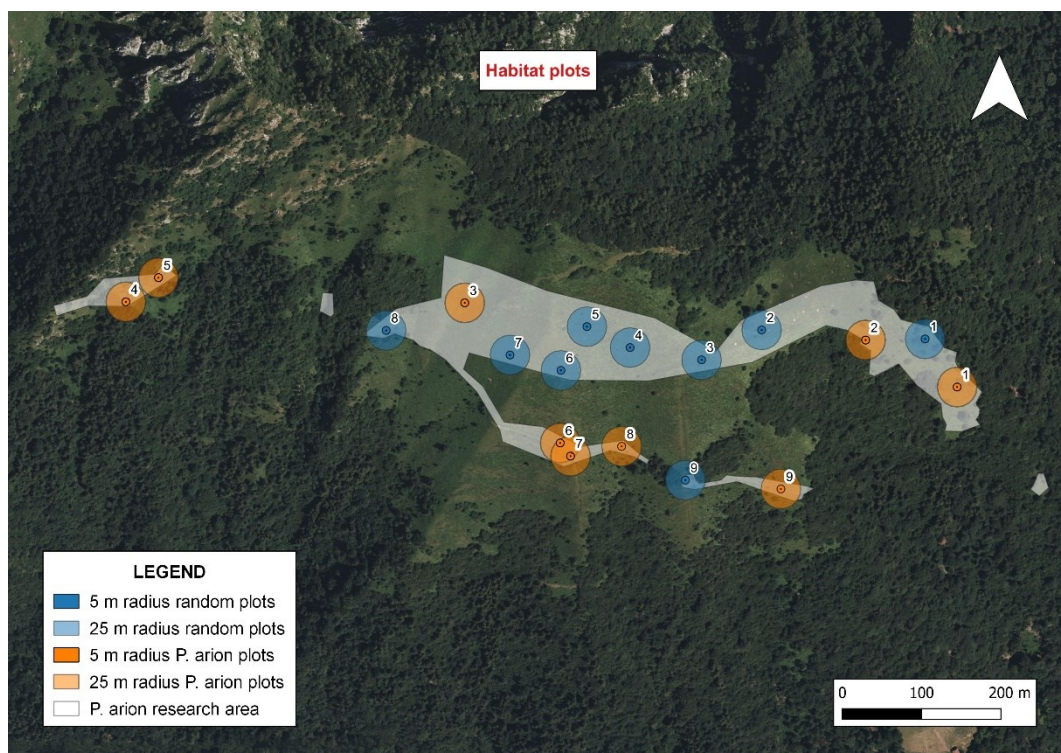 Habitat plots
5
4
3
8
5
4
7
6
3
2
2
1
1
6
7
8
9
9
LEGEND
5 m radius random plots
25 m radius random plots
5 m radius P. arion plots
25 m radius P. arion plots
P. arion research area
0 100 200 m